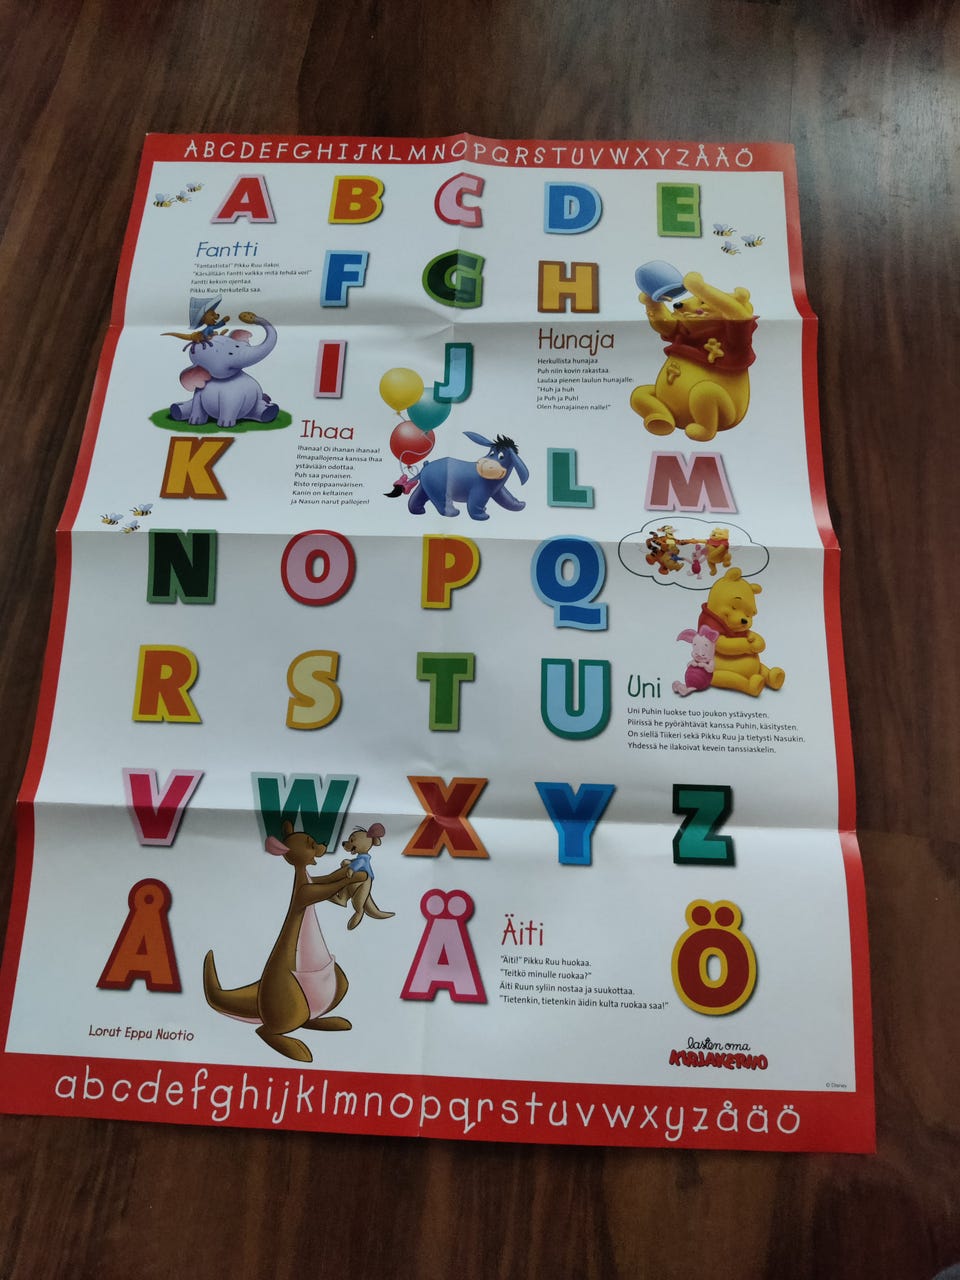 ABCDEFGHIJKLMNOPQRSTUVWXYZÅÄÖ
A B C D E
Fantti
"Fantastista!" Pikku Ruu ilakoi.
"Kärsällään Fantti vaikka mitä tehdä voi!"
Fantti keksin ojentaa.
Pikku Ruu herkutella saa.
F G H
Hunaja
Herkullista hunajaa
Puh niin kovin rakastaa.
Laulaa pienen laulun hunajalle:
"Huh ja huh
ja Puh ja Puh!
Olen hunajainen nalle!"
I J
Ihaa
Ihanaa! Oi ihanan ihanaa!
Ilmapallojensa kanssa Ihaa
ystäviään odottaa.
Puh saa punaisen.
Risto reippaanvärisen.
Kanin on keltainen
ja Nasun narut pallojen!
K L M
N O P Q
R S T U
Uni
Uni Puhin luokse tuo joukon ystävysten.
Piirissä he pyörähtävät kanssa Puhin, käsitysten.
On siellä Tiikeri sekä Pikku Ruu ja tietysti Nasukin.
Yhdessä he ilakoivat kevein tanssiaskelin.
V W X Y Z
Å Ä Ö
Äiti
"Äiti!" Pikku Ruu huokaa.
"Teitkö minulle ruokaa?"
Äiti Ruun syliin nostaa ja suukottaa.
"Tietenkin, tietenkin äidin kulta ruokaa saa!"
Lorut Eppu Nuotio
lasten oma
KIRJAKERHO
© Disney
abcdefghijklmnopqrstuvwxyzåäö